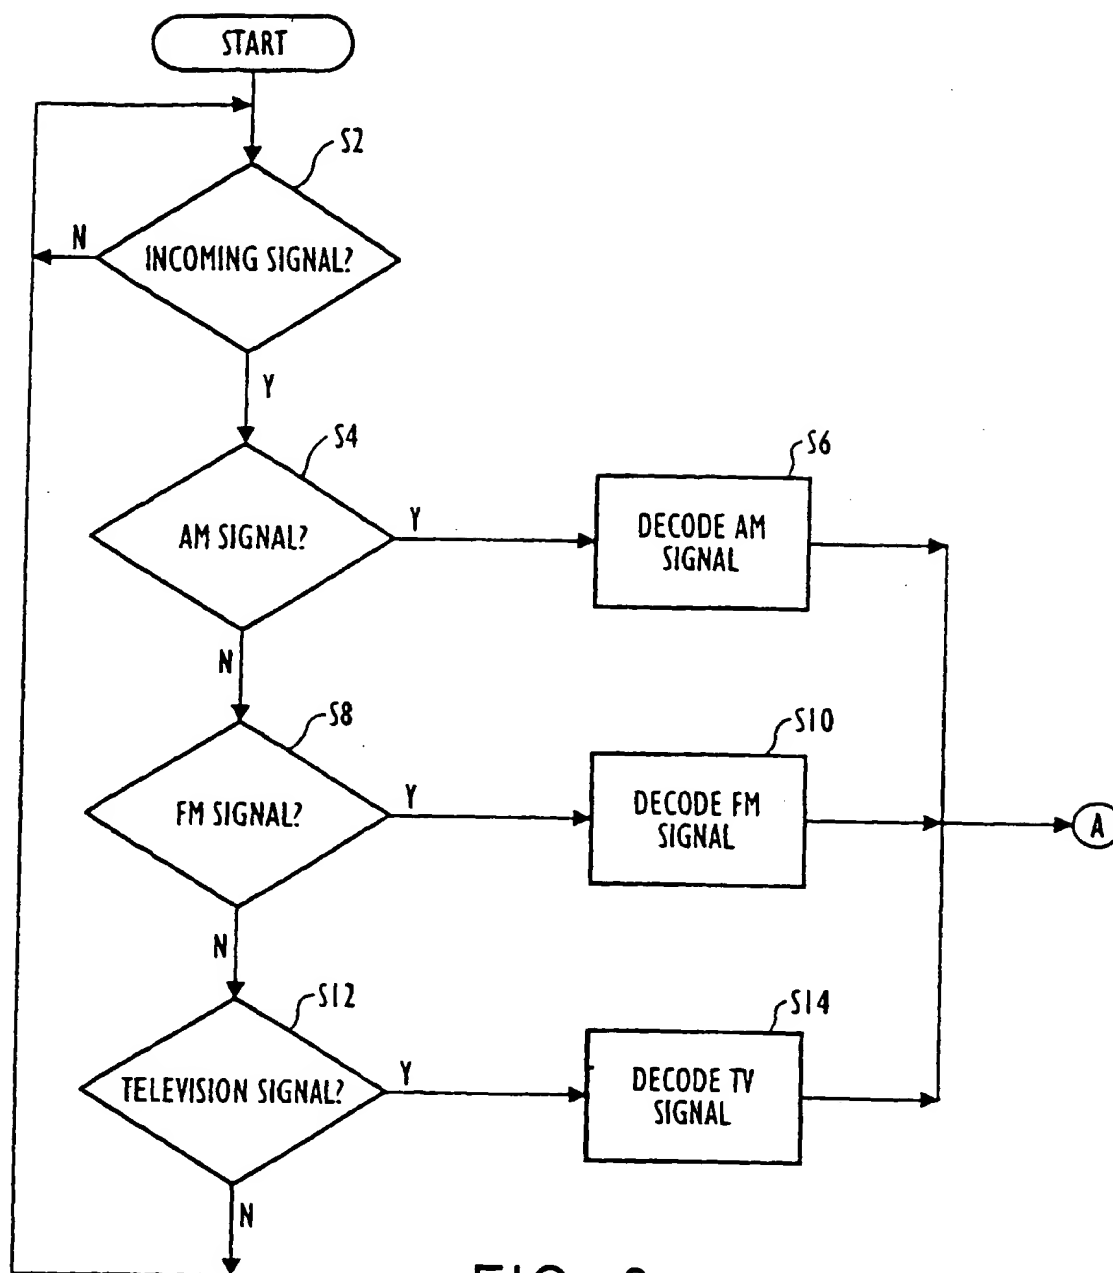 START
S2
N
INCOMING SIGNAL?
Y
S4
S6
AM SIGNAL?
Y
DECODE AM
SIGNAL
N
S8
S10
FM SIGNAL?
Y
DECODE FM
SIGNAL
A
N
S12
S14
TELEVISION SIGNAL?
Y
DECODE TV
SIGNAL
N
FIG.